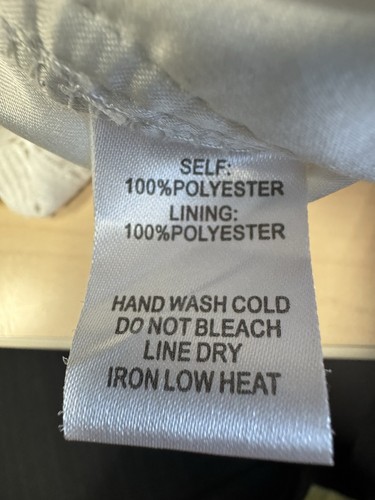 SELF:
100%POLYESTER
LINING:
100%POLYESTER
HAND WASH COLD
DO NOT BLEACH
LINE DRY
IRON LOW HEAT